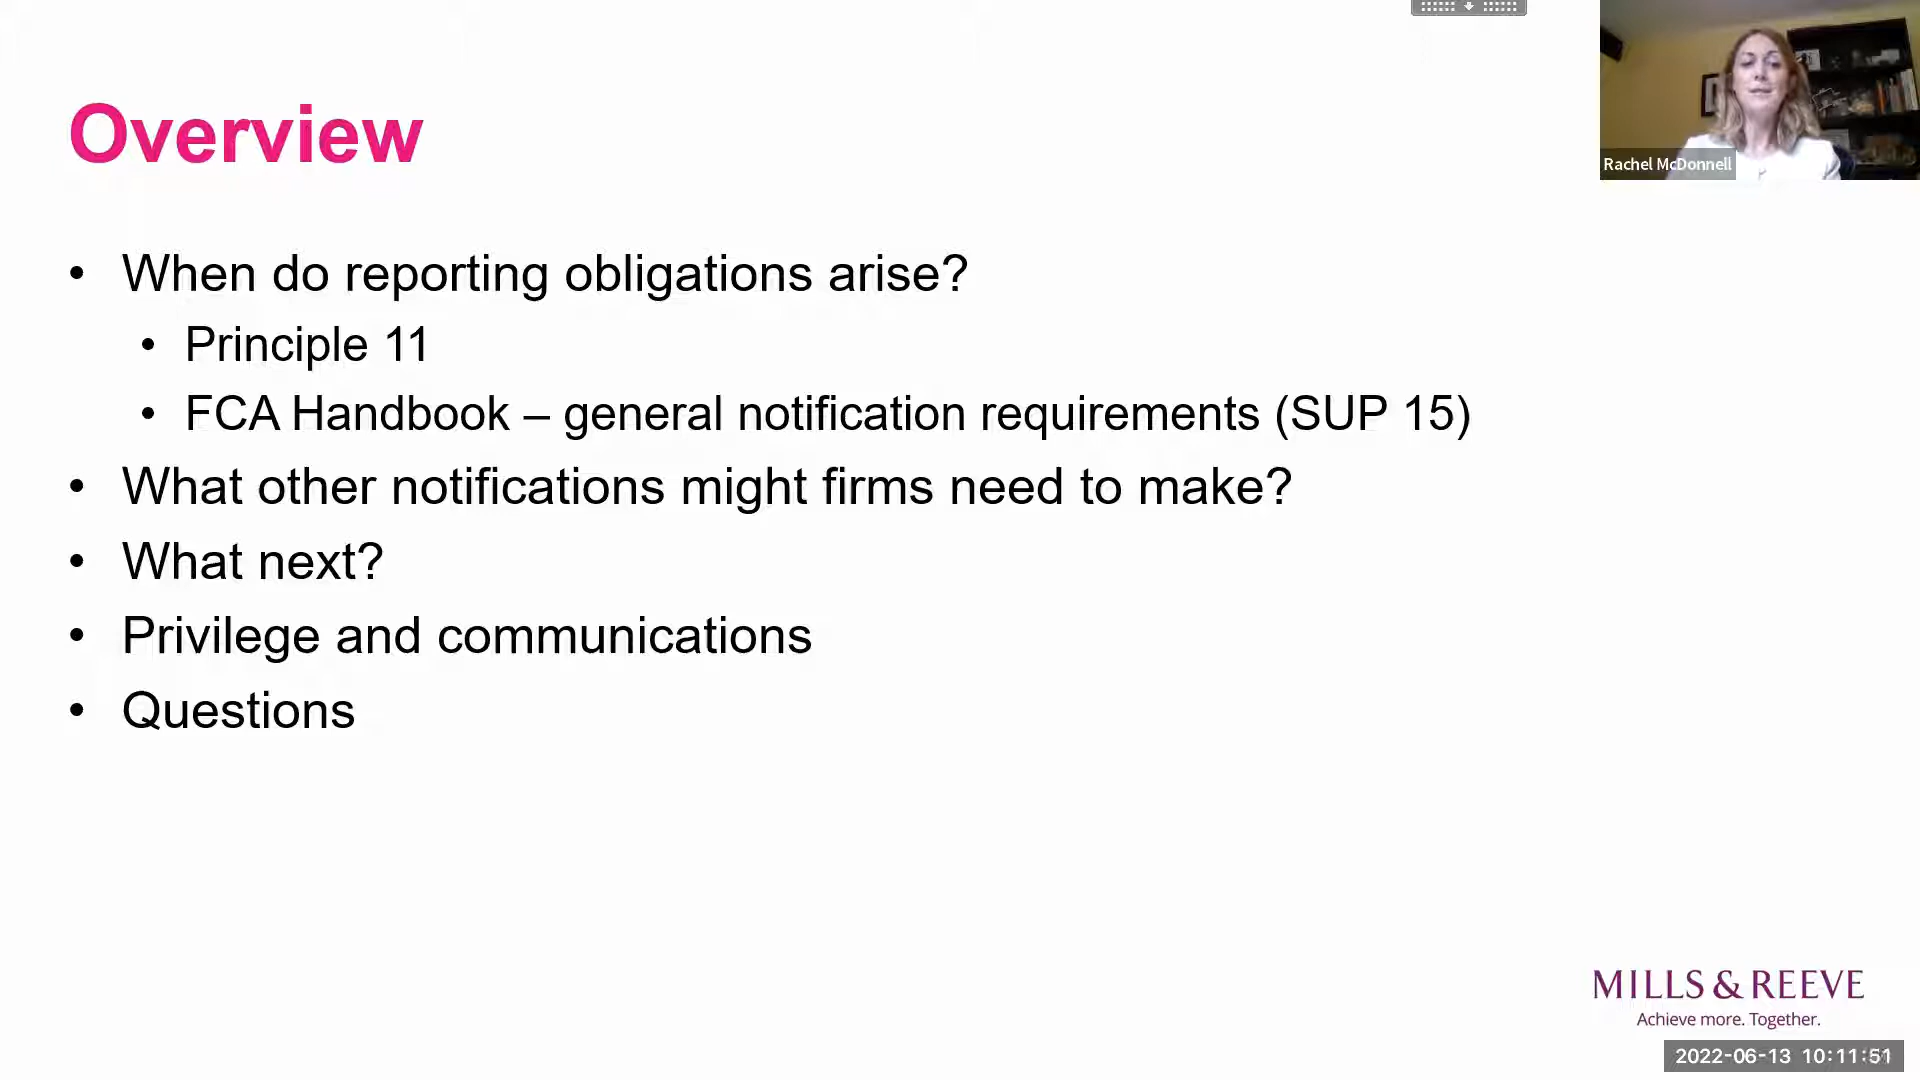 Overview
Rachel McDonnell
• When do reporting obligations arise?
• Principle 11
• FCA Handbook – general notification requirements (SUP 15)
• What other notifications might firms need to make?
• What next?
• Privilege and communications
• Questions
MILLS & REEVE
Achieve more. Together.
2022-06-13 10:11:51